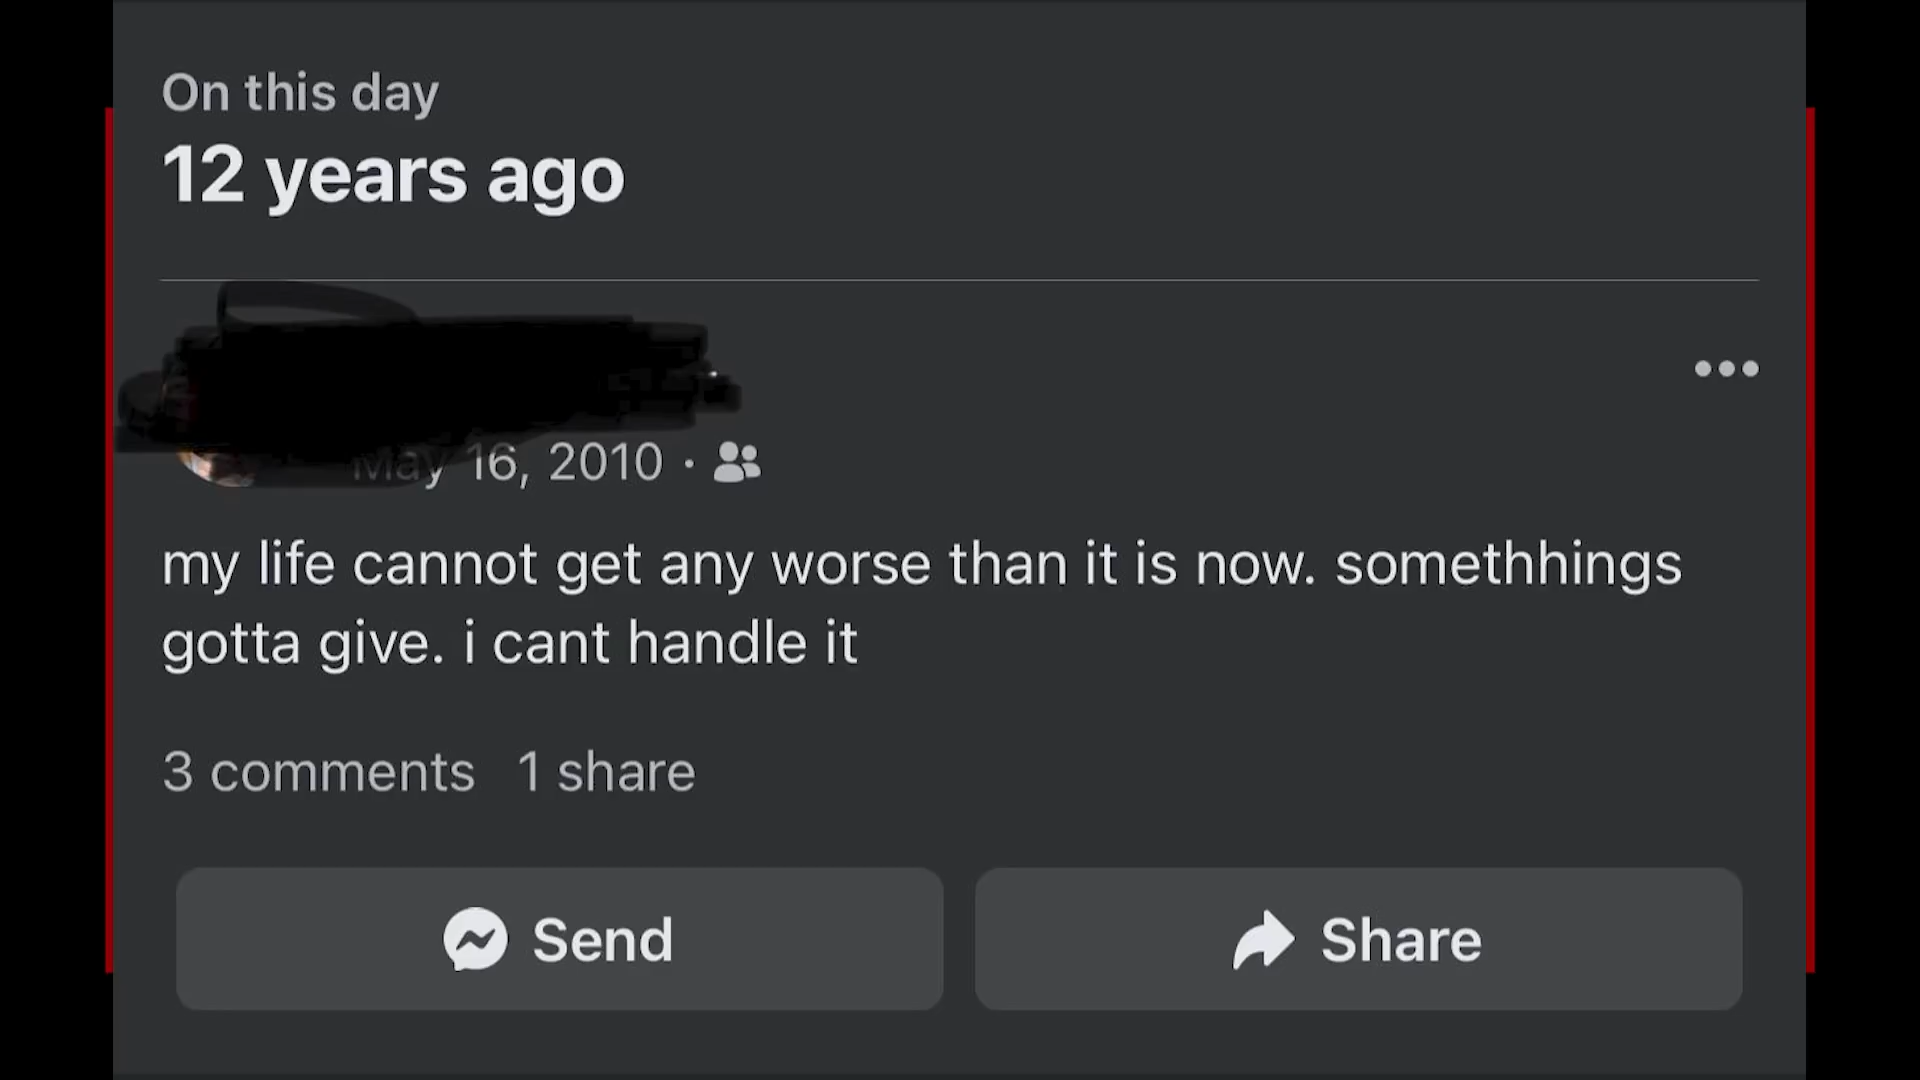 On this day
12 years ago
May 16, 2010 ·
my life cannot get any worse than it is now. somethhings
gotta give. i cant handle it
3 comments 1 share
Send
Share